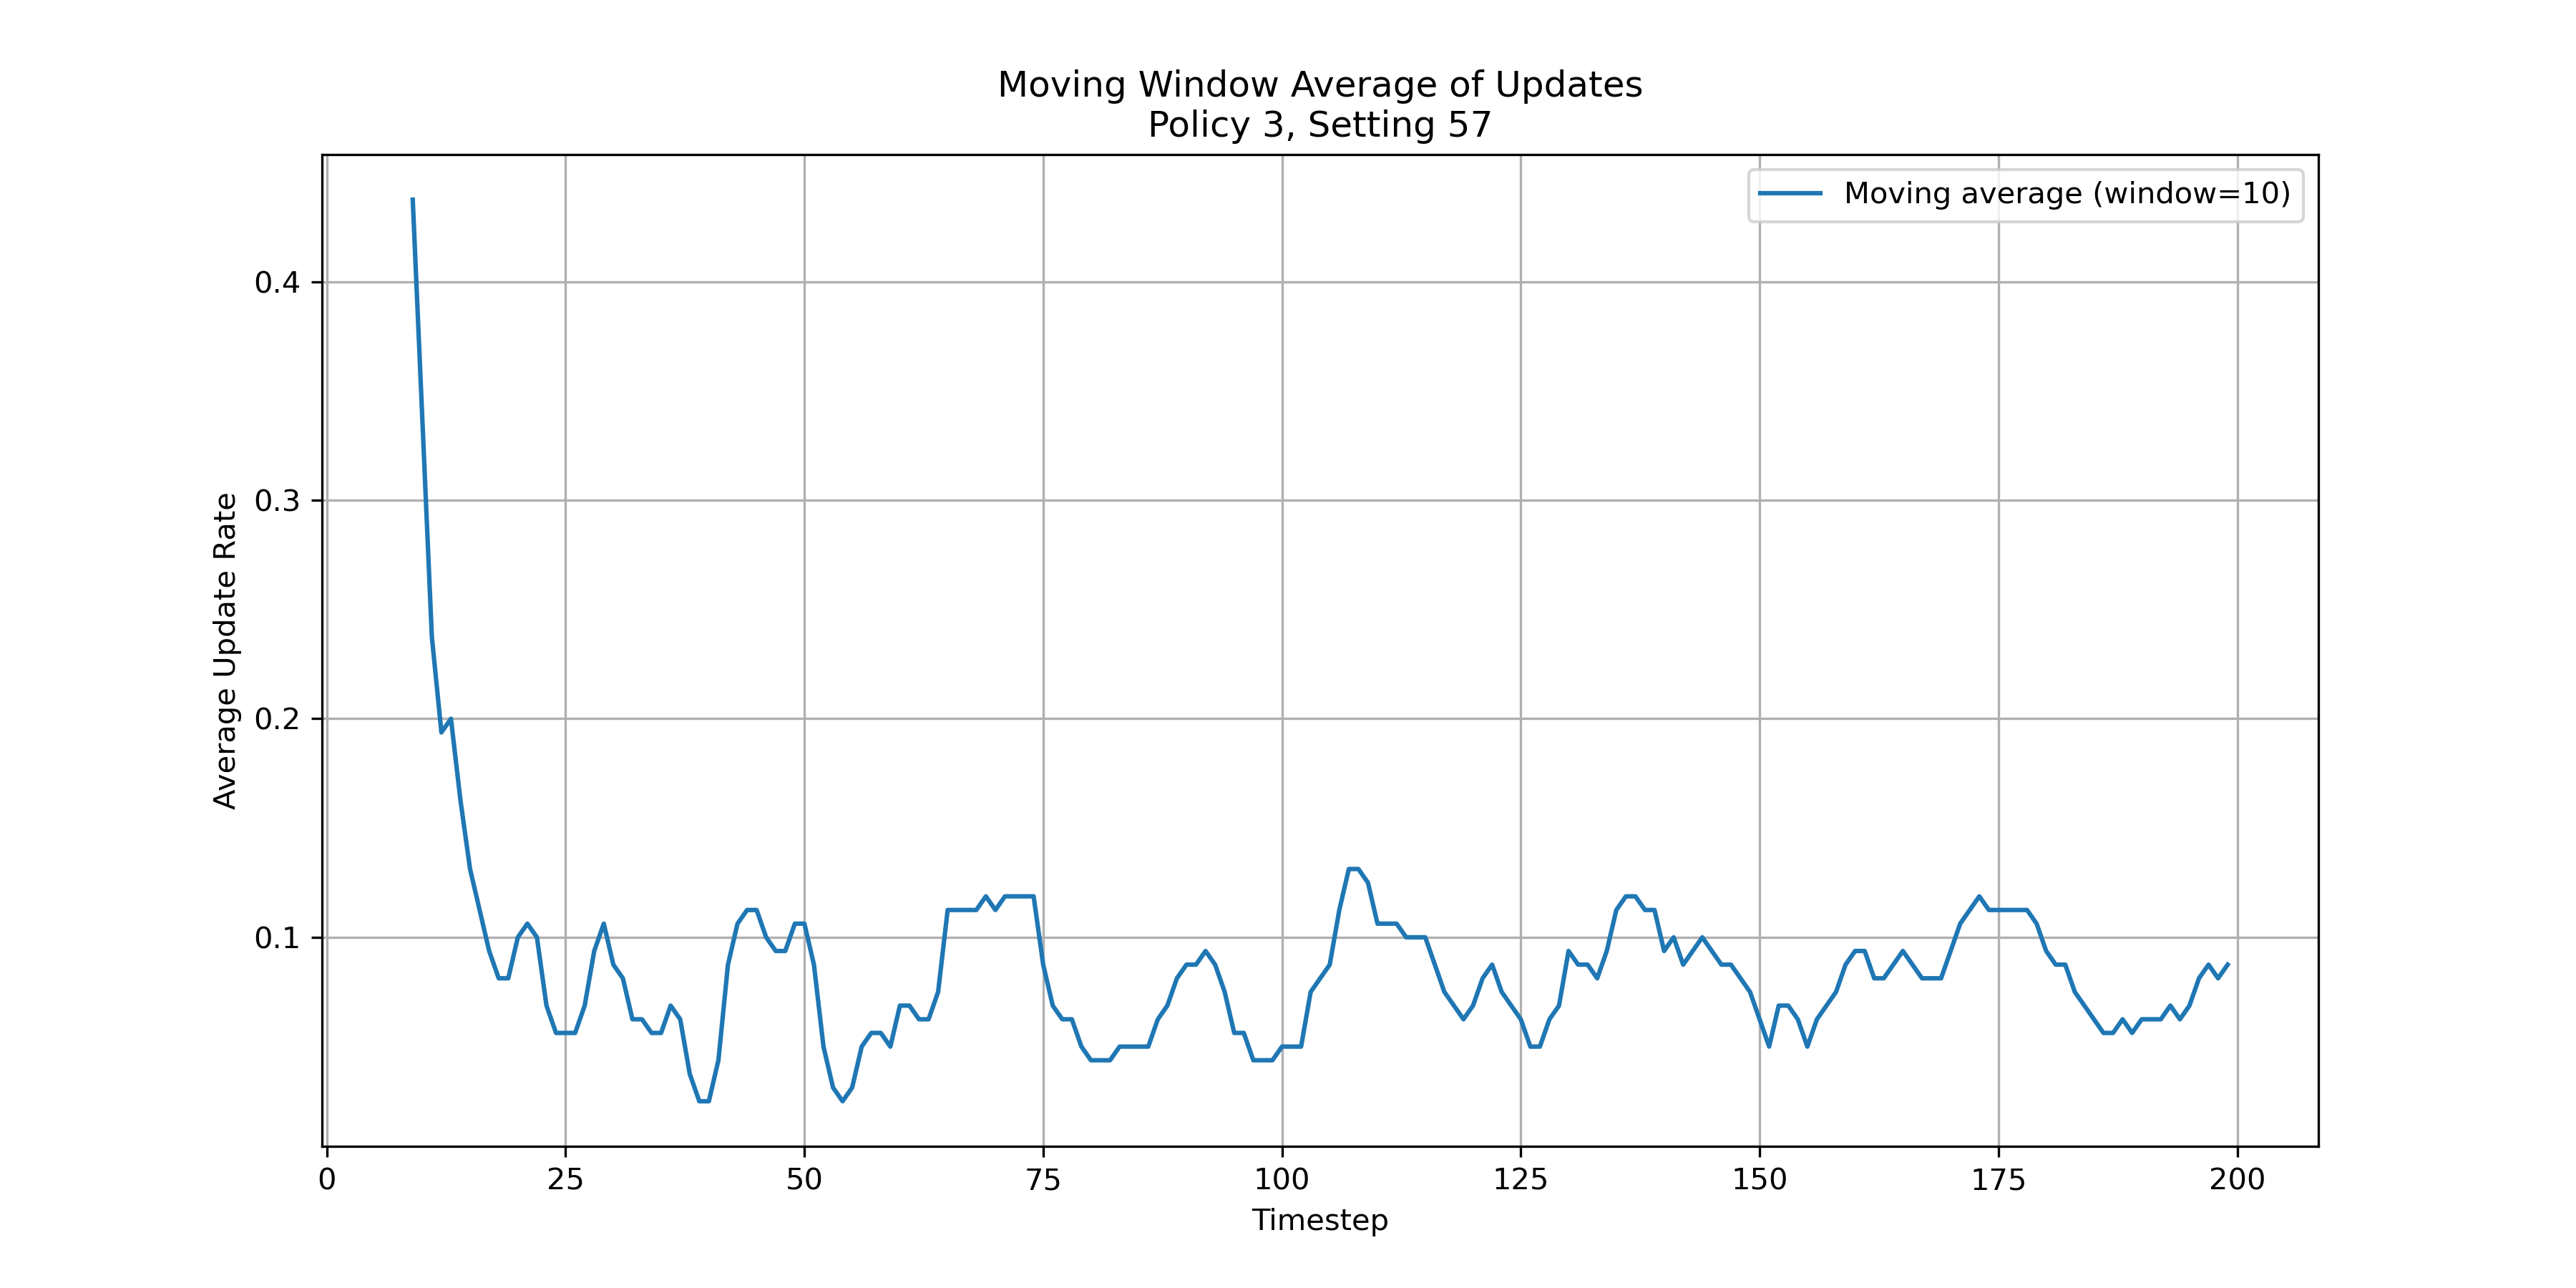 Moving Window Average of Updates
Policy 3, Setting 57
Moving average (window=10)
Average Update Rate
0.4
0.3
0.2
0.1
0 25 50 75 100 125 150 175 200
Timestep